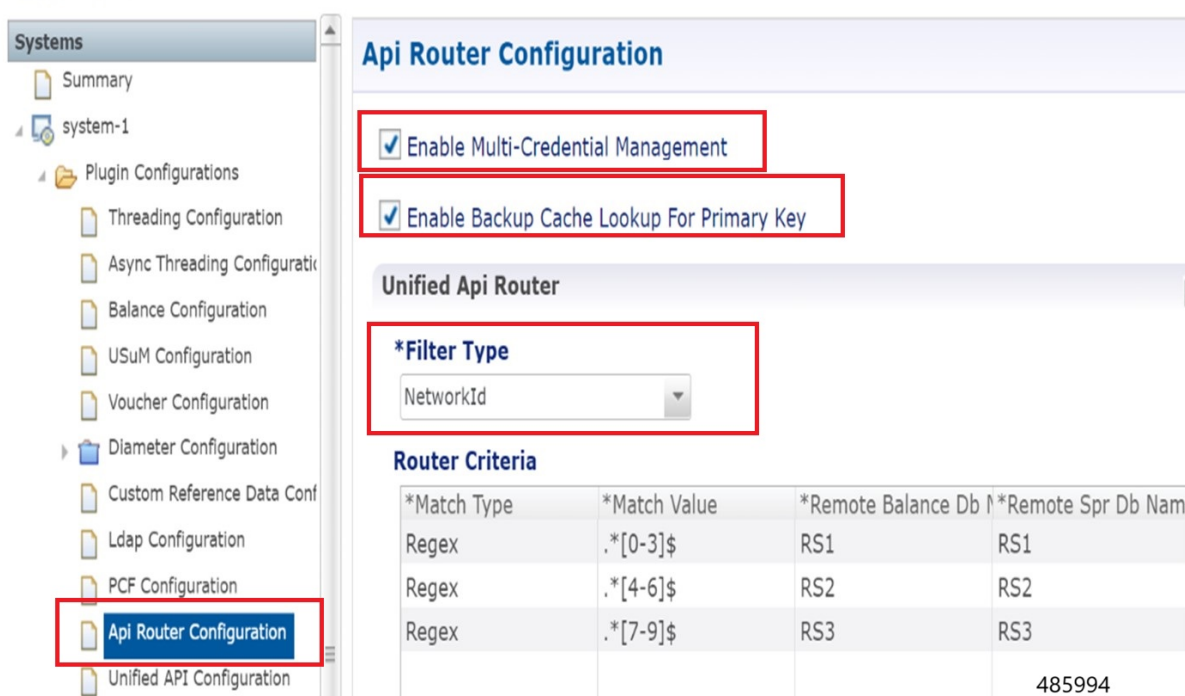 Systems
Summary
system-1
Plugin Configurations
Threading Configuration
Async Threading Configuratio
Balance Configuration
USuM Configuration
Voucher Configuration
Diameter Configuration
Custom Reference Data Conf
Ldap Configuration
PCF Configuration
Api Router Configuration
Unified API Configuration
Api Router Configuration
Enable Multi-Credential Management
Enable Backup Cache Lookup For Primary Key
Unified Api Router
*Filter Type
NetworkId
Router Criteria
*Match Type *Match Value *Remote Balance Db N *Remote Spr Db Nam
Regex .*[0-3]$ RS1 RS1
Regex .*[4-6]$ RS2 RS2
Regex .*[7-9]$ RS3 RS3
485994